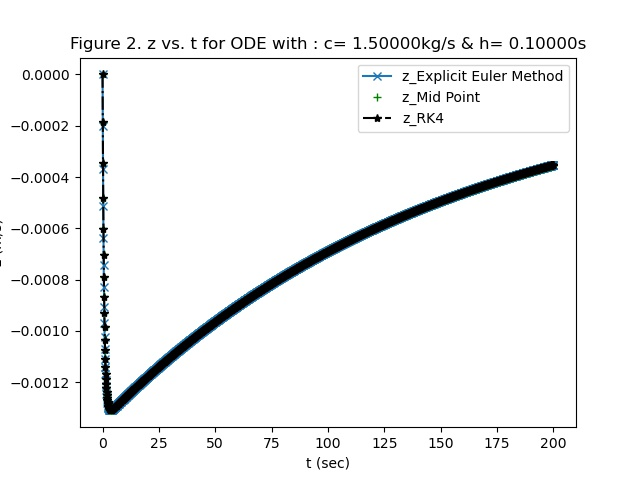 Figure 2. z vs. t for ODE with : c= 1.50000kg/s & h= 0.10000s
z_Explicit Euler Method
z_Mid Point
z_RK4
0.0000
−0.0002
−0.0004
−0.0006
−0.0008
−0.0010
−0.0012
0 25 50 75 100 125 150 175 200
t (sec)